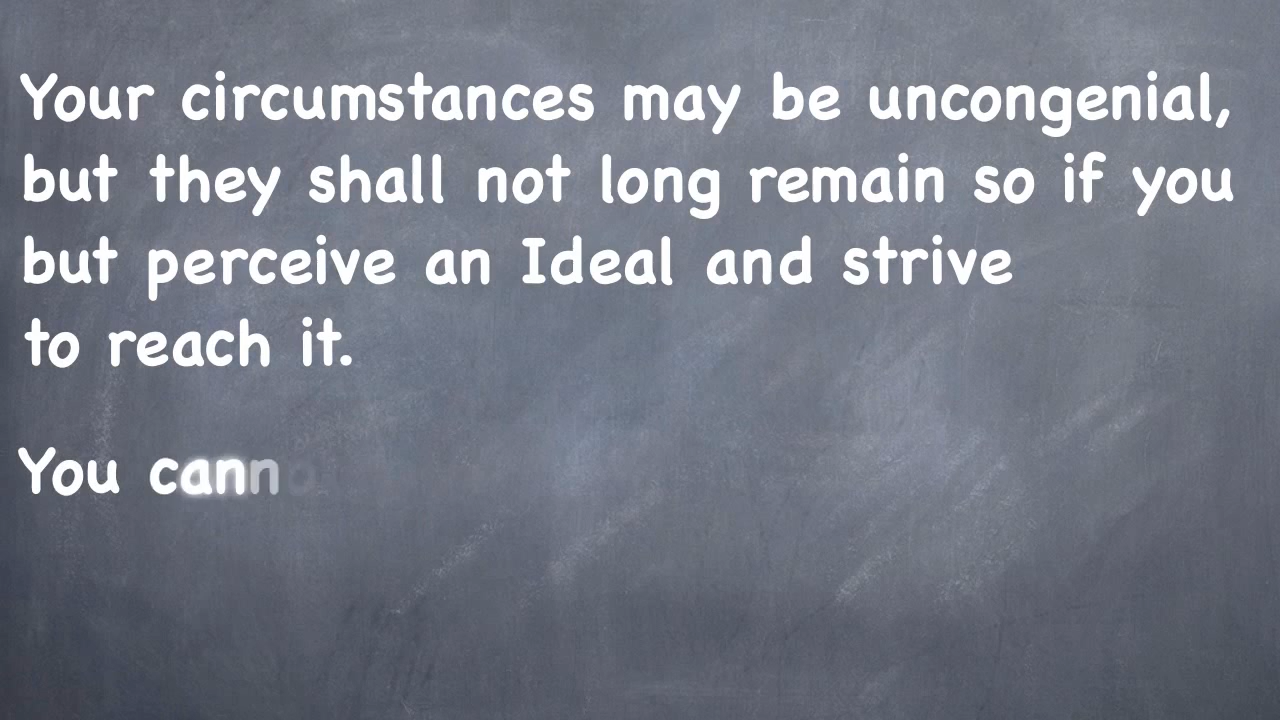 Your circumstances may be uncongenial,
but they shall not long remain so if you
but perceive an Ideal and strive
to reach it.
You canno